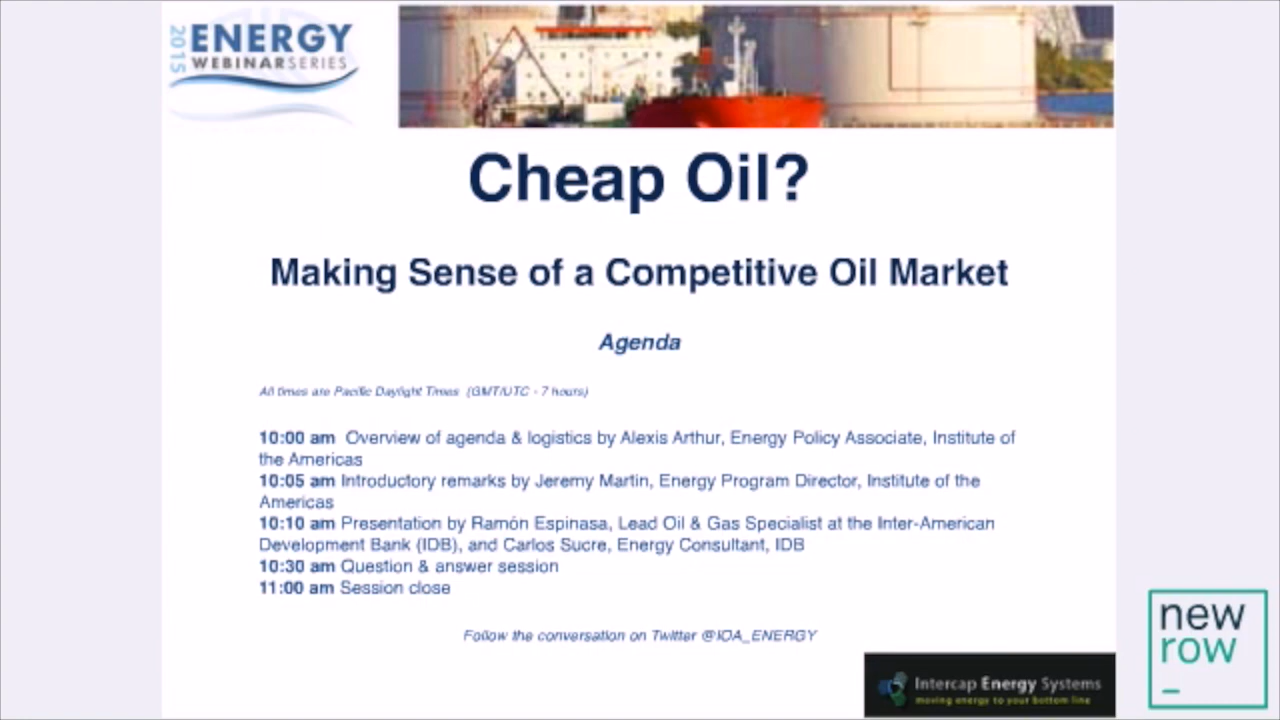 2015
ENERGY
WEBINARSERIES
Cheap Oil?
Making Sense of a Competitive Oil Market
Agenda
All times are Pacific Daylight Times (GMT/UTC - 7 hours)
10:00 am Overview of agenda & logistics by Alexis Arthur, Energy Policy Associate, Institute of
the Americas
10:05 am Introductory remarks by Jeremy Martin, Energy Program Director, Institute of the
Americas
10:10 am Presentation by Ramón Espinasa, Lead Oil & Gas Specialist at the Inter-American
Development Bank (IDB), and Carlos Sucre, Energy Consultant, IDB
10:30 am Question & answer session
11:00 am Session close
Follow the conversation on Twitter @IOA_ENERGY
Intercap Energy Systems
moving energy to your bottom line
new
row